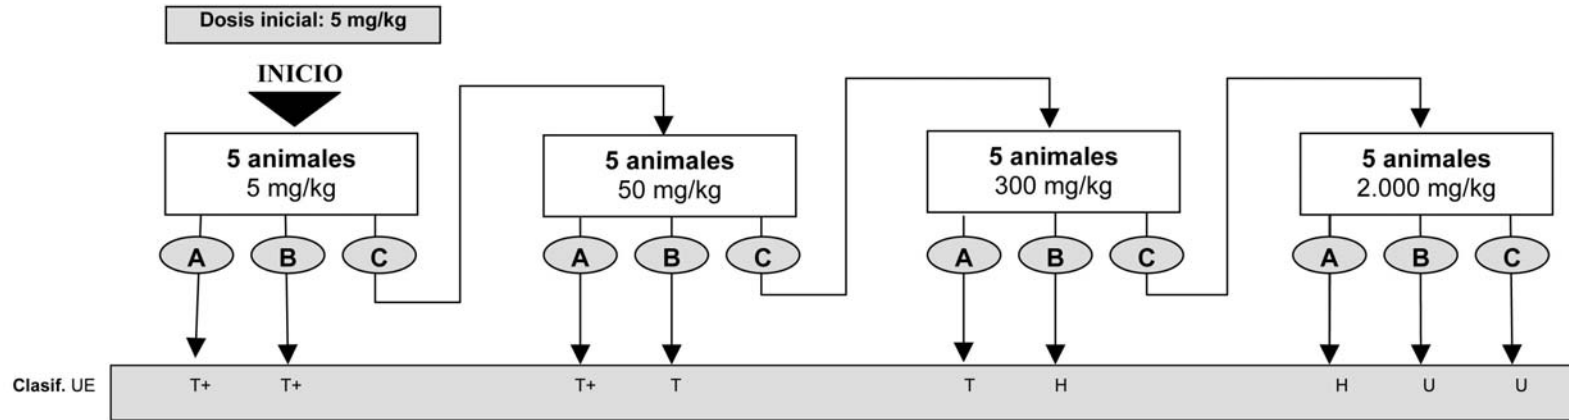 Dosis inicial: 5 mg/kg
INICIO
5 animales
5 mg/kg
5 animales
50 mg/kg
5 animales
300 mg/kg
5 animales
2.000 mg/kg
A B C A B C A B C A B C
Clasif. UE T+ T+ T+ T T H H U U